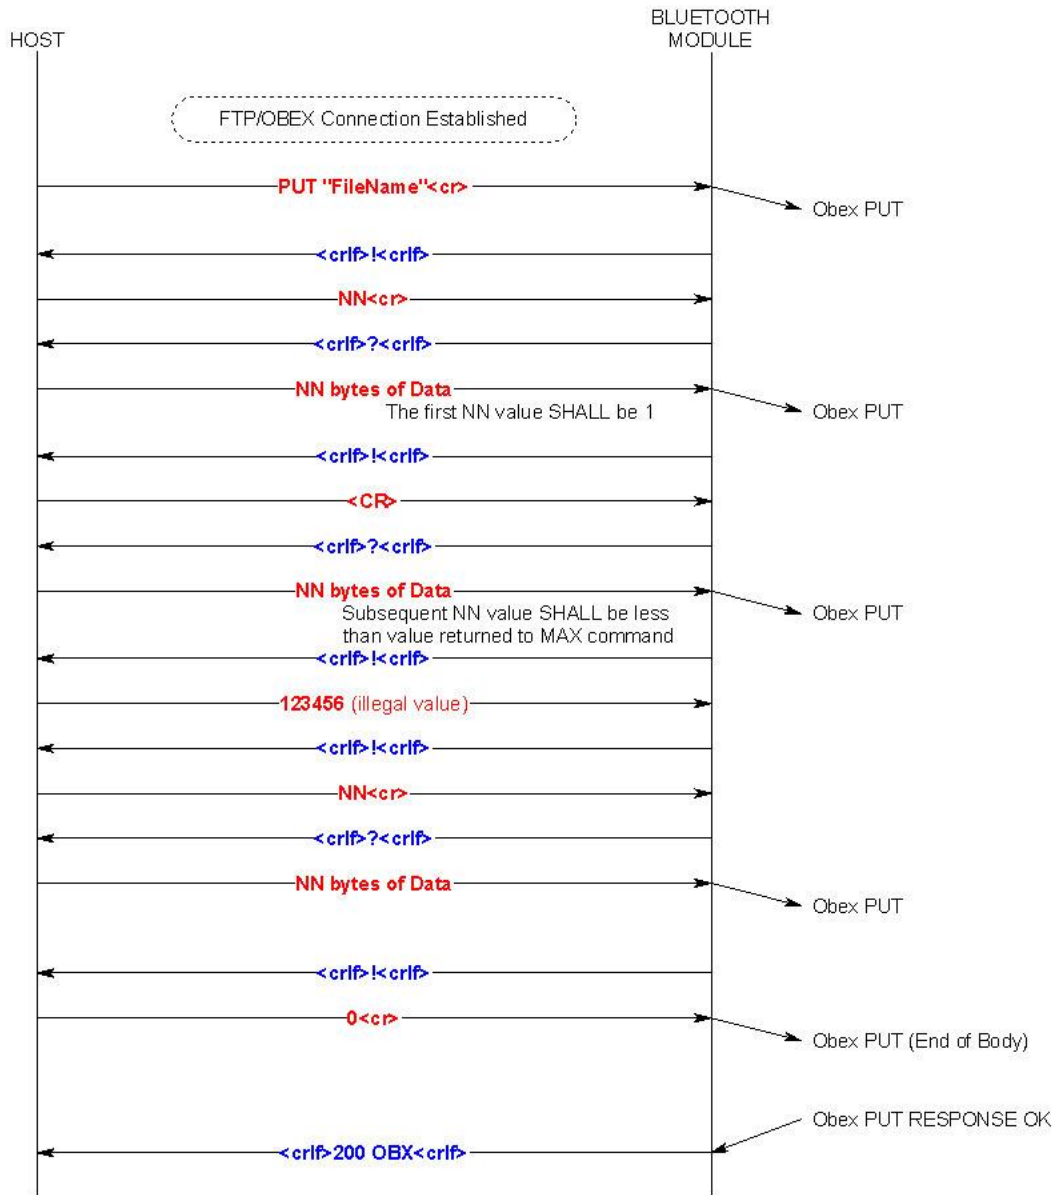 HOST
BLUETOOTH
MODULE
FTP/OBEX Connection Established
PUT "FileName"<cr>
Obex PUT
<crlf>!<crlf>
NN<cr>
<crlf>?<crlf>
NN bytes of Data
The first NN value SHALL be 1
Obex PUT
<crlf>!<crlf>
<CR>
<crlf>?<crlf>
NN bytes of Data
Obex PUT
Subsequent NN value SHALL be less
than value returned to MAX command
<crlf>!<crlf>
123456 (illegal value)
<crlf>!<crlf>
NN<cr>
<crlf>?<crlf>
NN bytes of Data
Obex PUT
<crlf>!<crlf>
0<cr>
Obex PUT (End of Body)
Obex PUT RESPONSE OK
<crlf>200 OBX<crlf>